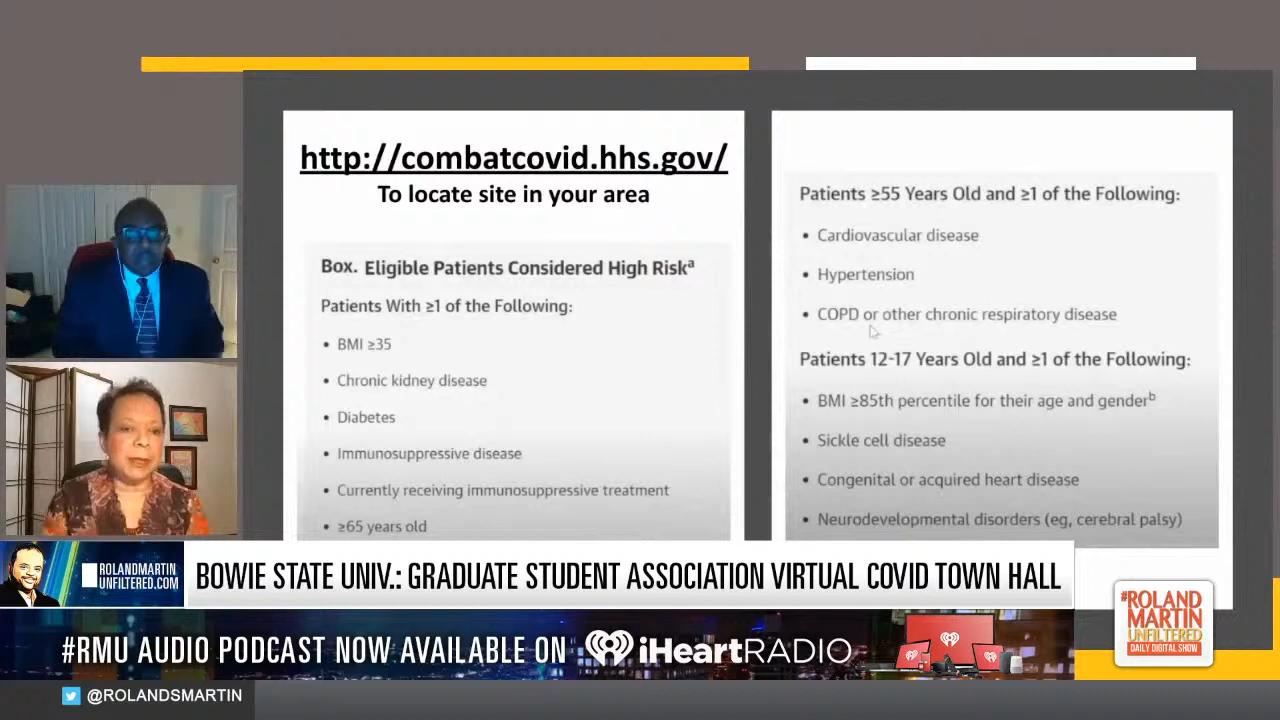 http://combatcovid.hhs.gov/
To locate site in your area
Box. Eligible Patients Considered High Riskᵃ
Patients With ≥1 of the Following:
• BMI ≥35
• Chronic kidney disease
• Diabetes
• Immunosuppressive disease
• Currently receiving immunosuppressive treatment
• ≥65 years old
Patients ≥55 Years Old and ≥1 of the Following:
• Cardiovascular disease
• Hypertension
• COPD or other chronic respiratory disease
Patients 12-17 Years Old and ≥1 of the Following:
• BMI ≥85th percentile for their age and genderᵇ
• Sickle cell disease
• Congenital or acquired heart disease
• Neurodevelopmental disorders (eg, cerebral palsy)
ROLANDMARTIN
UNFILTERED.COM
BOWIE STATE UNIV.: GRADUATE STUDENT ASSOCIATION VIRTUAL COVID TOWN HALL
#RMU AUDIO PODCAST NOW AVAILABLE ON iHeartRADIO
#ROLAND
MARTIN
UNFILTERED
DAILY DIGITAL SHOW
@ROLANDSMARTIN